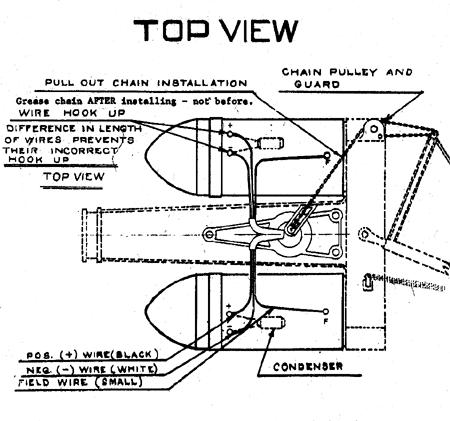 TOP VIEW
PULL OUT CHAIN INSTALLATION
CHAIN PULLEY AND
GUARD
Grease chain AFTER installing - not before.
WIRE HOOK UP
DIFFERENCE IN LENGTH
OF WIRES PREVENTS
THEIR INCORRECT
HOOK UP
TOP VIEW
+
-
F
+
-
F
POS. (+) WIRE (BLACK)
NEG. (-) WIRE (WHITE)
FIELD WIRE (SMALL)
CONDENSER